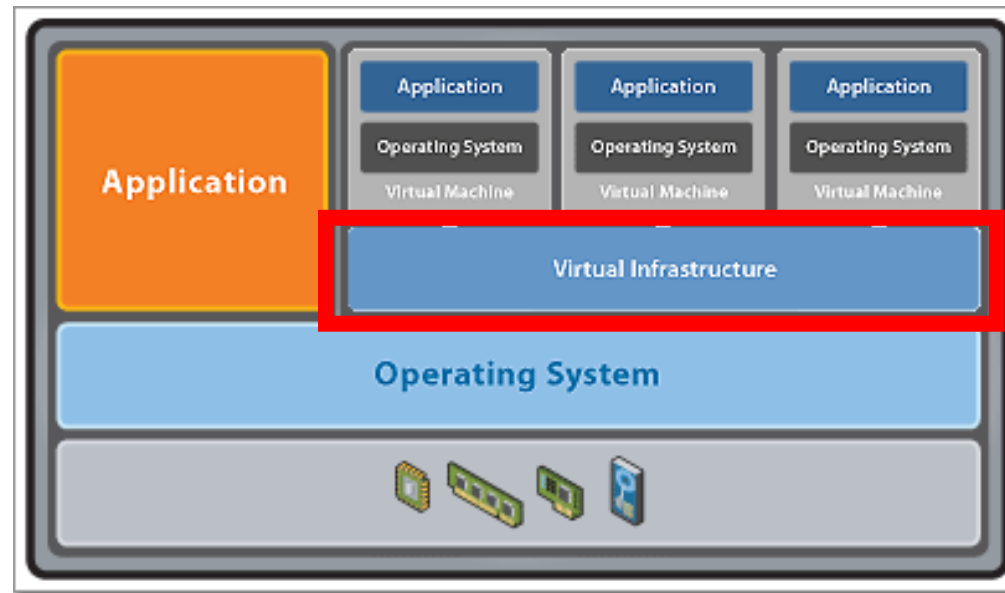 Application
Application
Operating System
Virtual Machine
Application
Operating System
Virtual Machine
Application
Operating System
Virtual Machine
Virtual Infrastructure
Operating System